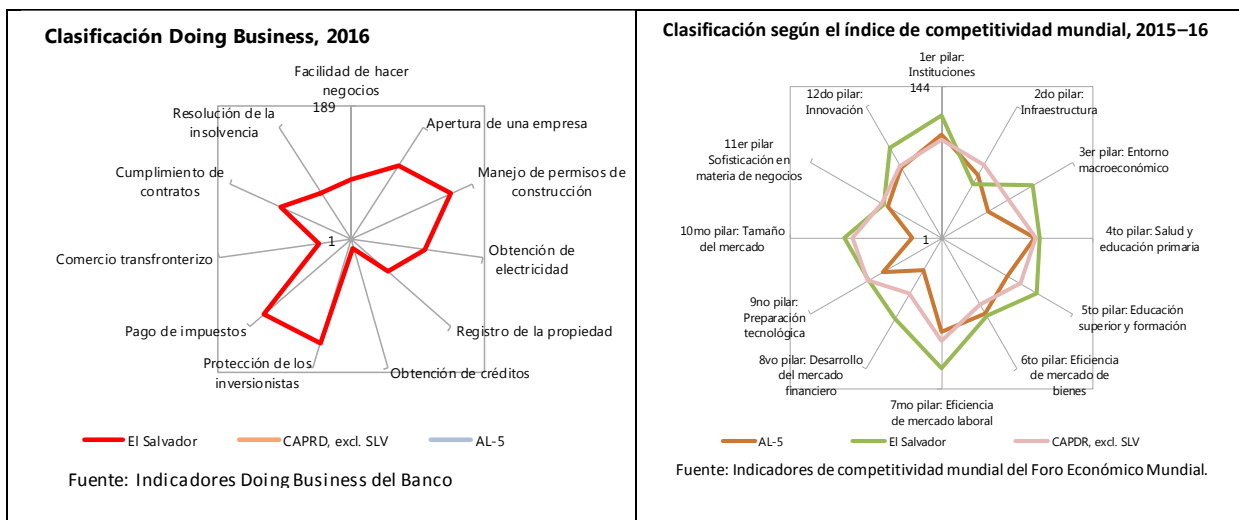 Clasificación Doing Business, 2016
Facilidad de hacer
negocios
189
Apertura de una empresa
Manejo de permisos de
construcción
Obtención de
electricidad
Registro de la propiedad
Obtención de créditos
Protección de los
inversionistas
Pago de impuestos
Comercio transfronterizo
Cumplimiento de
contratos
Resolución de la
insolvencia
1
El Salvador
CAPRD, excl. SLV
AL-5
Fuente: Indicadores Doing Business del Banco
Clasificación según el índice de competitividad mundial, 2015–16
1er pilar:
Instituciones
144
2do pilar:
Infraestructura
3er pilar: Entorno
macroeconómico
4to pilar: Salud y
educación primaria
5to pilar: Educación
superior y formación
6to pilar: Eficiencia
de mercado de
bienes
7mo pilar: Eficiencia
de mercado laboral
8vo pilar: Desarrollo
del mercado
financiero
9no pilar:
Preparación
tecnológica
10mo pilar: Tamaño
del mercado
11er pilar
Sofisticación en
materia de negocios
12do pilar:
Innovación
1
AL-5
El Salvador
CAPDR, excl. SLV
Fuente: Indicadores de competitividad mundial del Foro Económico Mundial.